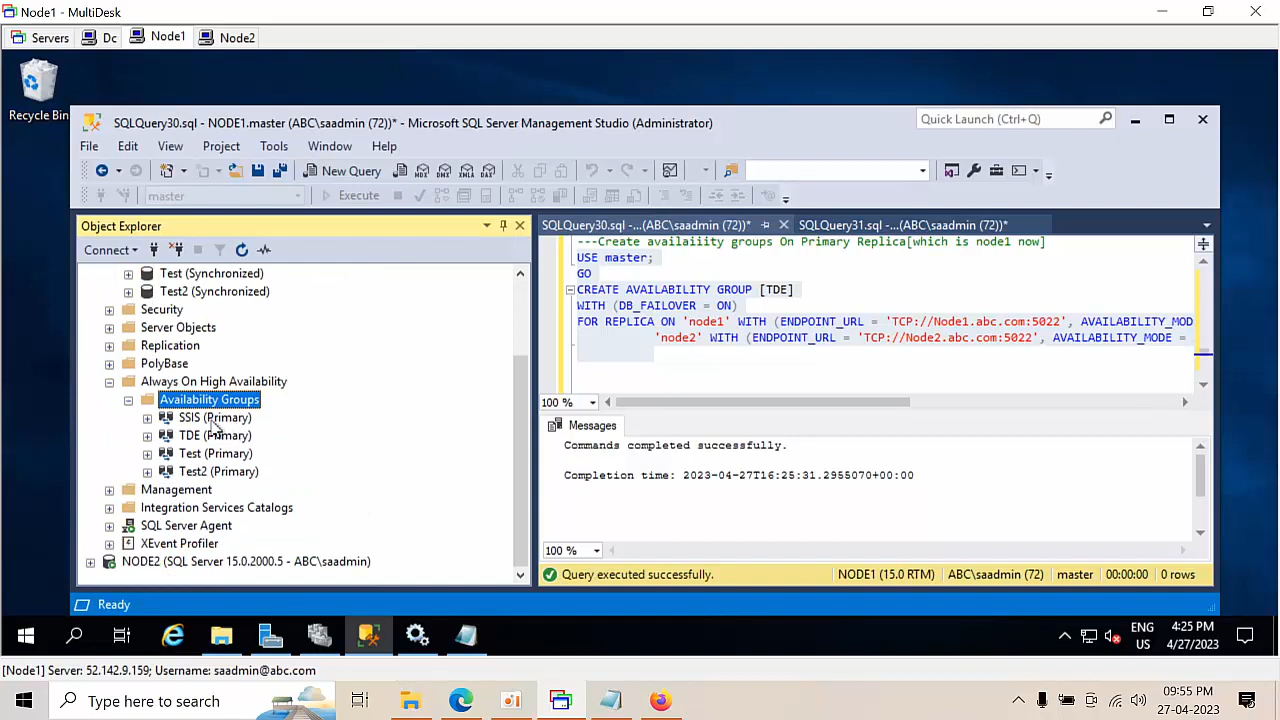 Node1 - MultiDesk
Servers Dc Node1 Node2
Recycle Bin
SQLQuery30.sql - NODE1.master (ABC\saadmin (72))* - Microsoft SQL Server Management Studio (Administrator)
Quick Launch (Ctrl+Q)
File Edit View Project Tools Window Help
New Query MDX DMX XMLA DAX
master Execute
Object Explorer
Connect
Test (Synchronized)
Test2 (Synchronized)
Security
Server Objects
Replication
PolyBase
Always On High Availability
Availability Groups
SSIS (Primary)
TDE (Primary)
Test (Primary)
Test2 (Primary)
Management
Integration Services Catalogs
SQL Server Agent
XEvent Profiler
NODE2 (SQL Server 15.0.2000.5 - ABC\saadmin)
SQLQuery30.sql -...(ABC\saadmin (72))* SQLQuery31.sql -...(ABC\saadmin (77))*
---Create availaiiity groups On Primary Replica[which is node1 now]
USE master;
GO
CREATE AVAILABILITY GROUP [TDE]
WITH (DB_FAILOVER = ON)
FOR REPLICA ON 'node1' WITH (ENDPOINT_URL = 'TCP://Node1.abc.com:5022', AVAILABILITY_MOD
'node2' WITH (ENDPOINT_URL = 'TCP://Node2.abc.com:5022', AVAILABILITY_MODE =
100 %
Messages
Commands completed successfully.
Completion time: 2023-04-27T16:25:31.2955070+00:00
100 %
Query executed successfully. NODE1 (15.0 RTM) ABC\saadmin (72) master 00:00:00 0 rows
Ready
ENG
US
4:25 PM
4/27/2023
[Node1] Server: 52.142.9.159; Username: saadmin@abc.com
Type here to search
09:55 PM
27-04-2023